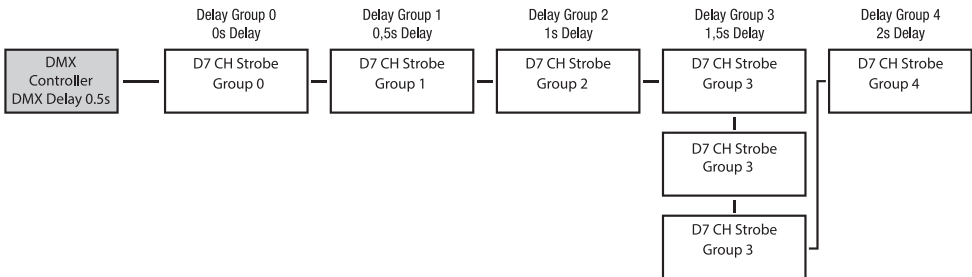 Delay Group 0
0s Delay
Delay Group 1
0,5s Delay
Delay Group 2
1s Delay
Delay Group 3
1,5s Delay
Delay Group 4
2s Delay
DMX
Controller
DMX Delay 0.5s
D7 CH Strobe
Group 0
D7 CH Strobe
Group 1
D7 CH Strobe
Group 2
D7 CH Strobe
Group 3
D7 CH Strobe
Group 4
D7 CH Strobe
Group 3
D7 CH Strobe
Group 3